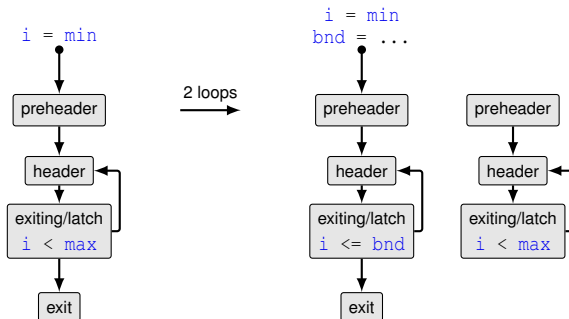 i = min
preheader
header
exiting/latch
i < max
exit
2 loops
i = min
bnd = ...
preheader
header
exiting/latch
i <= bnd
exit
preheader
header
exiting/latch
i < max